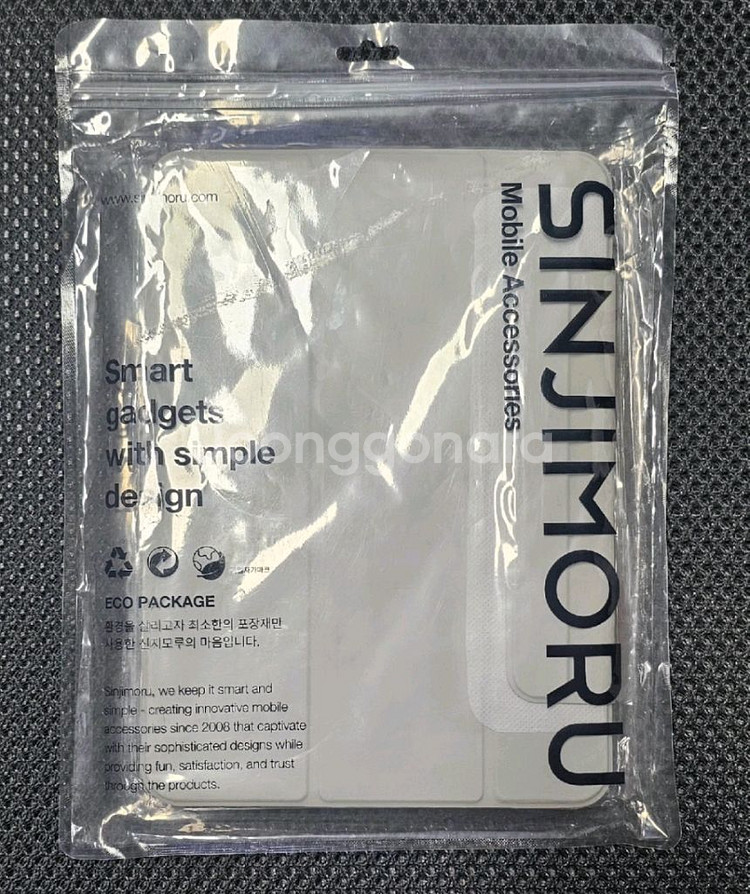 www.sinjimoru.com
SINJIMORU
Mobile Accessories
Smart
gadgets
with simple
design
joonggonara
ECO PACKAGE
환경을 살리고자 최소한의 포장재만
사용한 신지모루의 마음입니다.
Sinjimoru, we keep it smart and
simple - creating innovative mobile
accessories since 2008 that captivate
with their sophisticated designs while
providing fun, satisfaction, and trust
through the products.